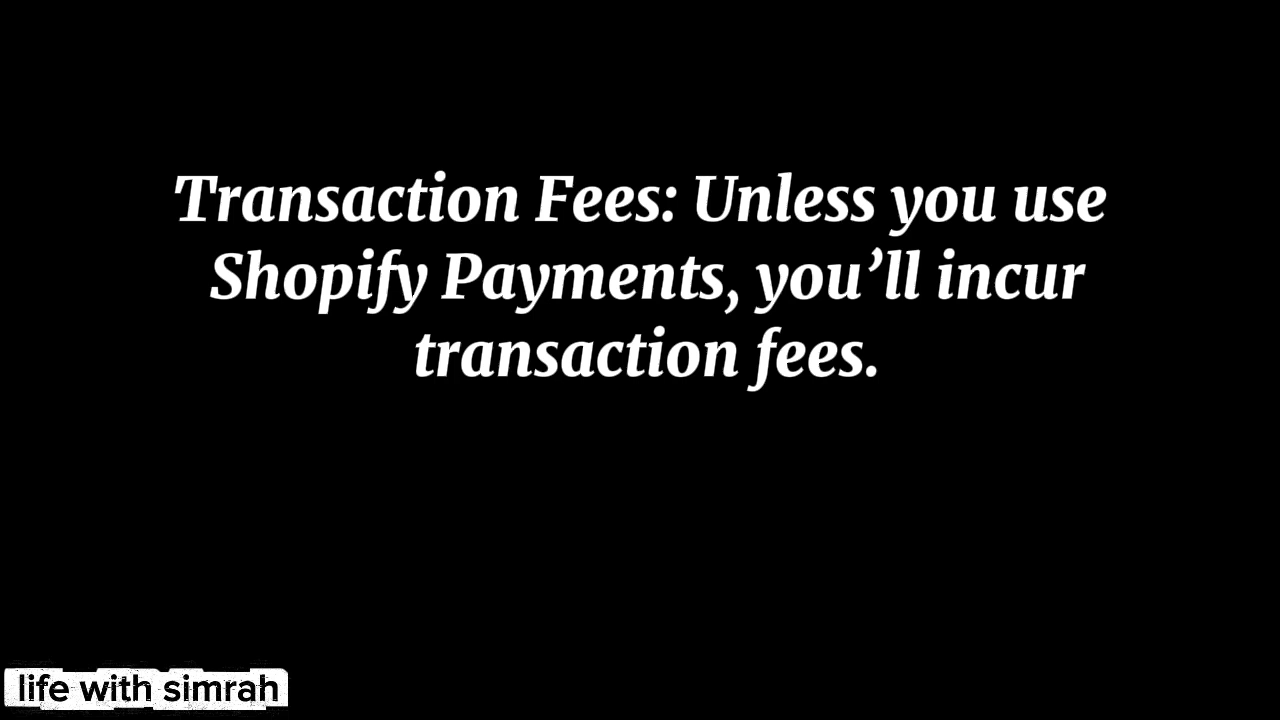 Transaction Fees: Unless you use
Shopify Payments, you’ll incur
transaction fees.
life with simrah